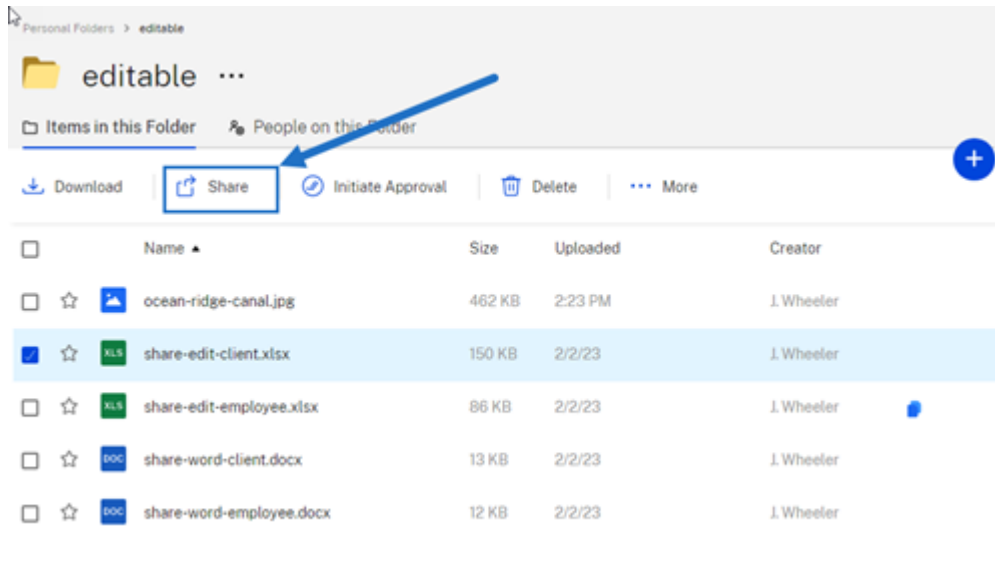 Personal Folders > editable
editable ...
Items in this Folder People on this Folder
Download Share Initiate Approval Delete ... More
Name Size Uploaded Creator
ocean-ridge-canal.jpg 462 KB 2:23 PM J. Wheeler
XLS share-edit-client.xlsx 150 KB 2/2/23 J. Wheeler
XLS share-edit-employee.xlsx 86 KB 2/2/23 J. Wheeler
DOC share-word-client.docx 13 KB 2/2/23 J. Wheeler
DOC share-word-employee.docx 12 KB 2/2/23 J. Wheeler